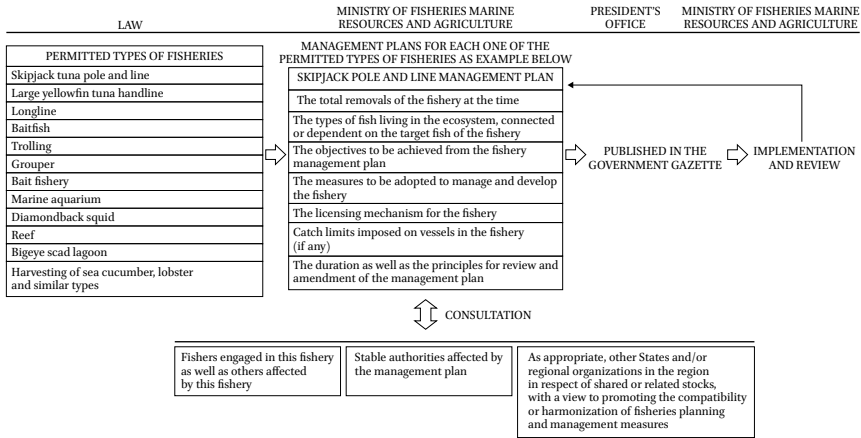 LAW
MINISTRY OF FISHERIES MARINE
RESOURCES AND AGRICULTURE
PRESIDENT'S
OFFICE
MINISTRY OF FISHERIES MARINE
RESOURCES AND AGRICULTURE
PERMITTED TYPES OF FISHERIES
Skipjack tuna pole and line
Large yellowfin tuna handline
Longline
Baitfish
Trolling
Grouper
Bait fishery
Marine aquarium
Diamondback squid
Reef
Bigeye scad lagoon
Harvesting of sea cucumber, lobster
and similar types
MANAGEMENT PLANS FOR EACH ONE OF THE
PERMITTED TYPES OF FISHERIES AS EXAMPLE BELOW
SKIPJACK POLE AND LINE MANAGEMENT PLAN
The total removals of the fishery at the time
The types of fish living in the ecosystem, connected
or dependent on the target fish of the fishery
The objectives to be achieved from the fishery
management plan
The measures to be adopted to manage and develop
the fishery
The licensing mechanism for the fishery
Catch limits imposed on vessels in the fishery
(if any)
The duration as well as the principles for review and
amendment of the management plan
PUBLISHED IN THE
GOVERNMENT GAZETTE
IMPLEMENTATION
AND REVIEW
CONSULTATION
Fishers engaged in this fishery
as well as others affected
by this fishery
Stable authorities affected by
the management plan
As appropriate, other States and/or
regional organizations in the region
in respect of shared or related stocks,
with a view to promoting the compatibility
or harmonization of fisheries planning
and management measures